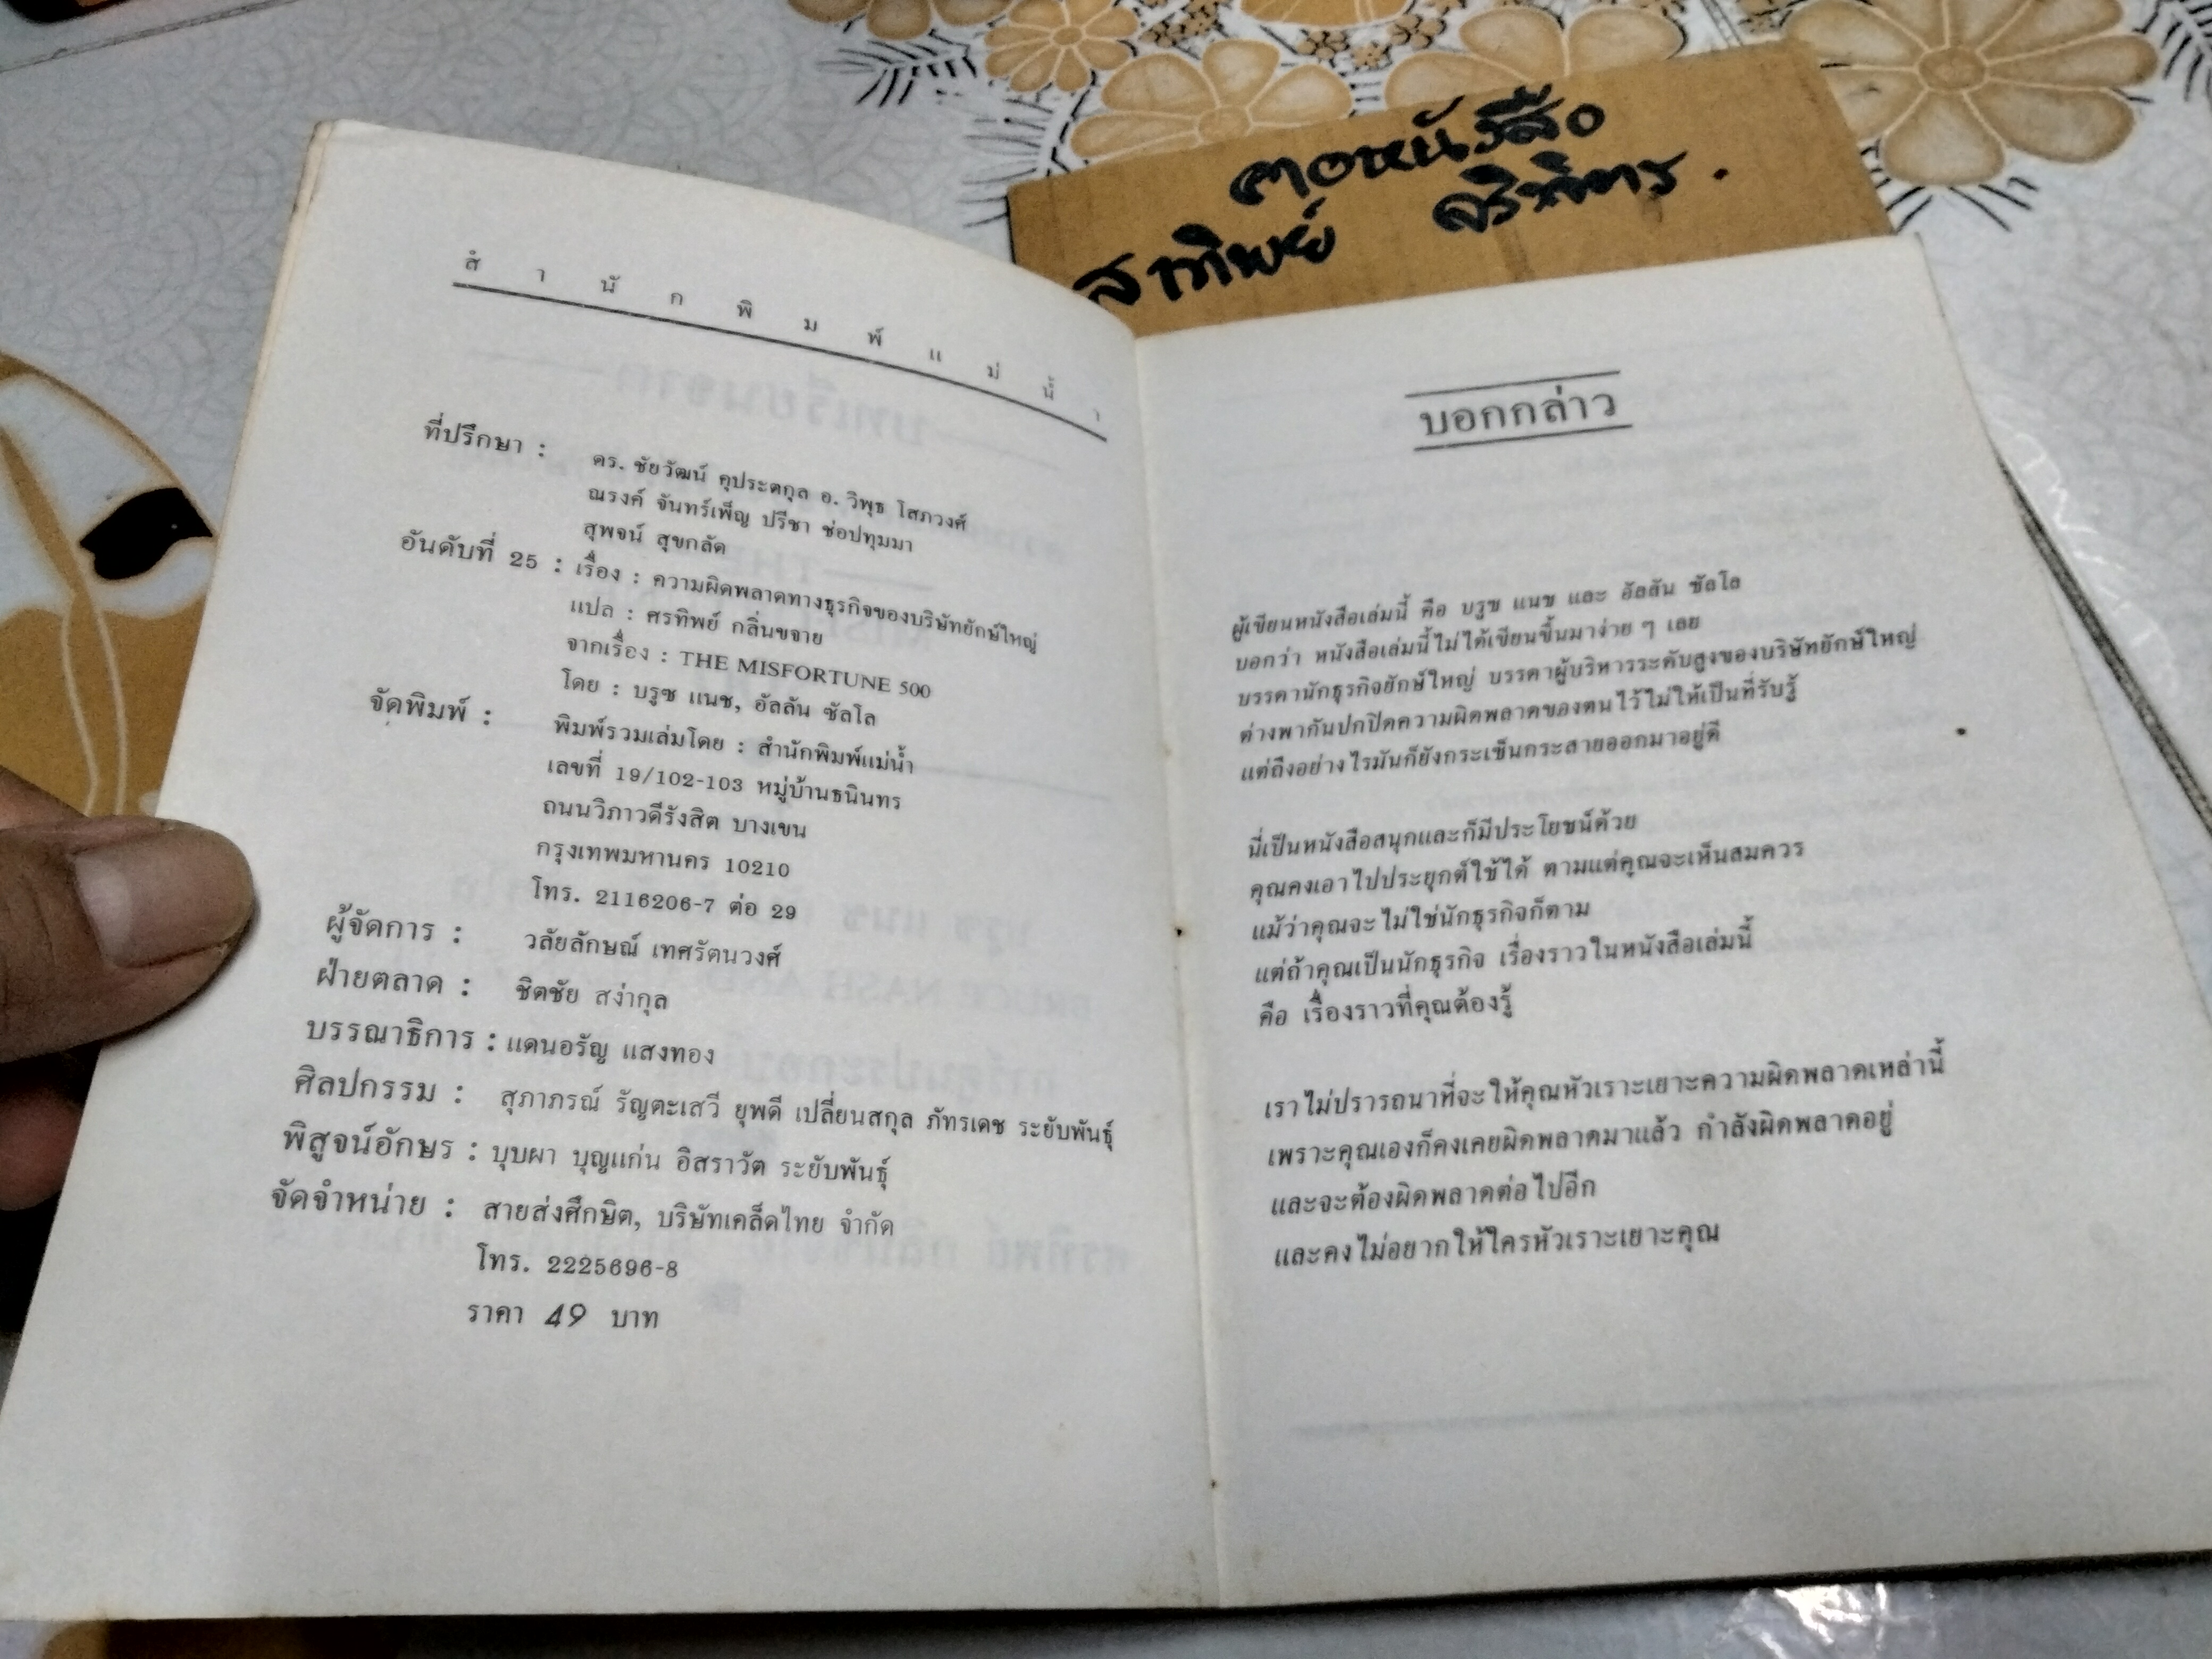 คอหนังสือ
สาทิพย์
สำนักพิมพ์แม่น้ำ
ที่ปรึกษา : ดร. ชัยวัฒน์ คุประตกุล อ. วิพุธ โสภวงศ์
ณรงค์ จันทร์เพ็ญ ปรีชา ช่อปทุมมา
สุพจน์ สุขกลัด
อันดับที่ 25 : เรื่อง : ความผิดพลาดทางธุรกิจของบริษัทยักษ์ใหญ่
แปล : ศรทิพย์ กลิ่นขจาย
จากเรื่อง : THE MISFORTUNE 500
โดย : บรูซ แนช, อัลลัน ซัลโล
จัดพิมพ์ : พิมพ์รวมเล่มโดย : สำนักพิมพ์แม่น้ำ
เลขที่ 19/102-103 หมู่บ้านธนินทร
ถนนวิภาวดีรังสิต บางเขน
กรุงเทพมหานคร 10210
โทร. 2116206-7 ต่อ 29
ผู้จัดการ : วลัยลักษณ์ เทศรัตนวงศ์
ฝ่ายตลาด : ชิตชัย สง่ากุล
บรรณาธิการ : แดนอรัญ แสงทอง
ศิลปกรรม : สุภาภรณ์ รัญตะเสวี ยุพดี เปลี่ยนสกุล ภัทรเดช ระยับพันธุ์
พิสูจน์อักษร : บุบผา บุญแก่น อิสราวัต ระยับพันธุ์
จัดจำหน่าย : สายส่งศึกษิต, บริษัทเคล็ดไทย จำกัด
โทร. 2225696-8
ราคา 49 บาท
บอกกล่าว
ผู้เขียนหนังสือเล่มนี้ คือ บรูซ แนช และ อัลลัน ซัลโล
บอกว่า หนังสือเล่มนี้ไม่ได้เขียนขึ้นมาง่าย ๆ เลย
บรรดานักธุรกิจยักษ์ใหญ่ บรรดาผู้บริหารระดับสูงของบริษัทยักษ์ใหญ่
ต่างพากันปกปิดความผิดพลาดของตนไว้ไม่ให้เป็นที่รับรู้
แต่ถึงอย่างไรมันก็ยังกระเซ็นกระสายออกมาอยู่ดี
นี่เป็นหนังสือสนุกและก็มีประโยชน์ด้วย
คุณคงเอาไปประยุกต์ใช้ได้ ตามแต่คุณจะเห็นสมควร
แม้ว่าคุณจะไม่ใช่นักธุรกิจก็ตาม
แต่ถ้าคุณเป็นนักธุรกิจ เรื่องราวในหนังสือเล่มนี้
คือ เรื่องราวที่คุณต้องรู้
เราไม่ปรารถนาที่จะให้คุณหัวเราะเยาะความผิดพลาดเหล่านี้
เพราะคุณเองก็คงเคยผิดพลาดมาแล้ว กำลังผิดพลาดอยู่
และจะต้องผิดพลาดต่อไปอีก
และคงไม่อยากให้ใครหัวเราะเยาะคุณ